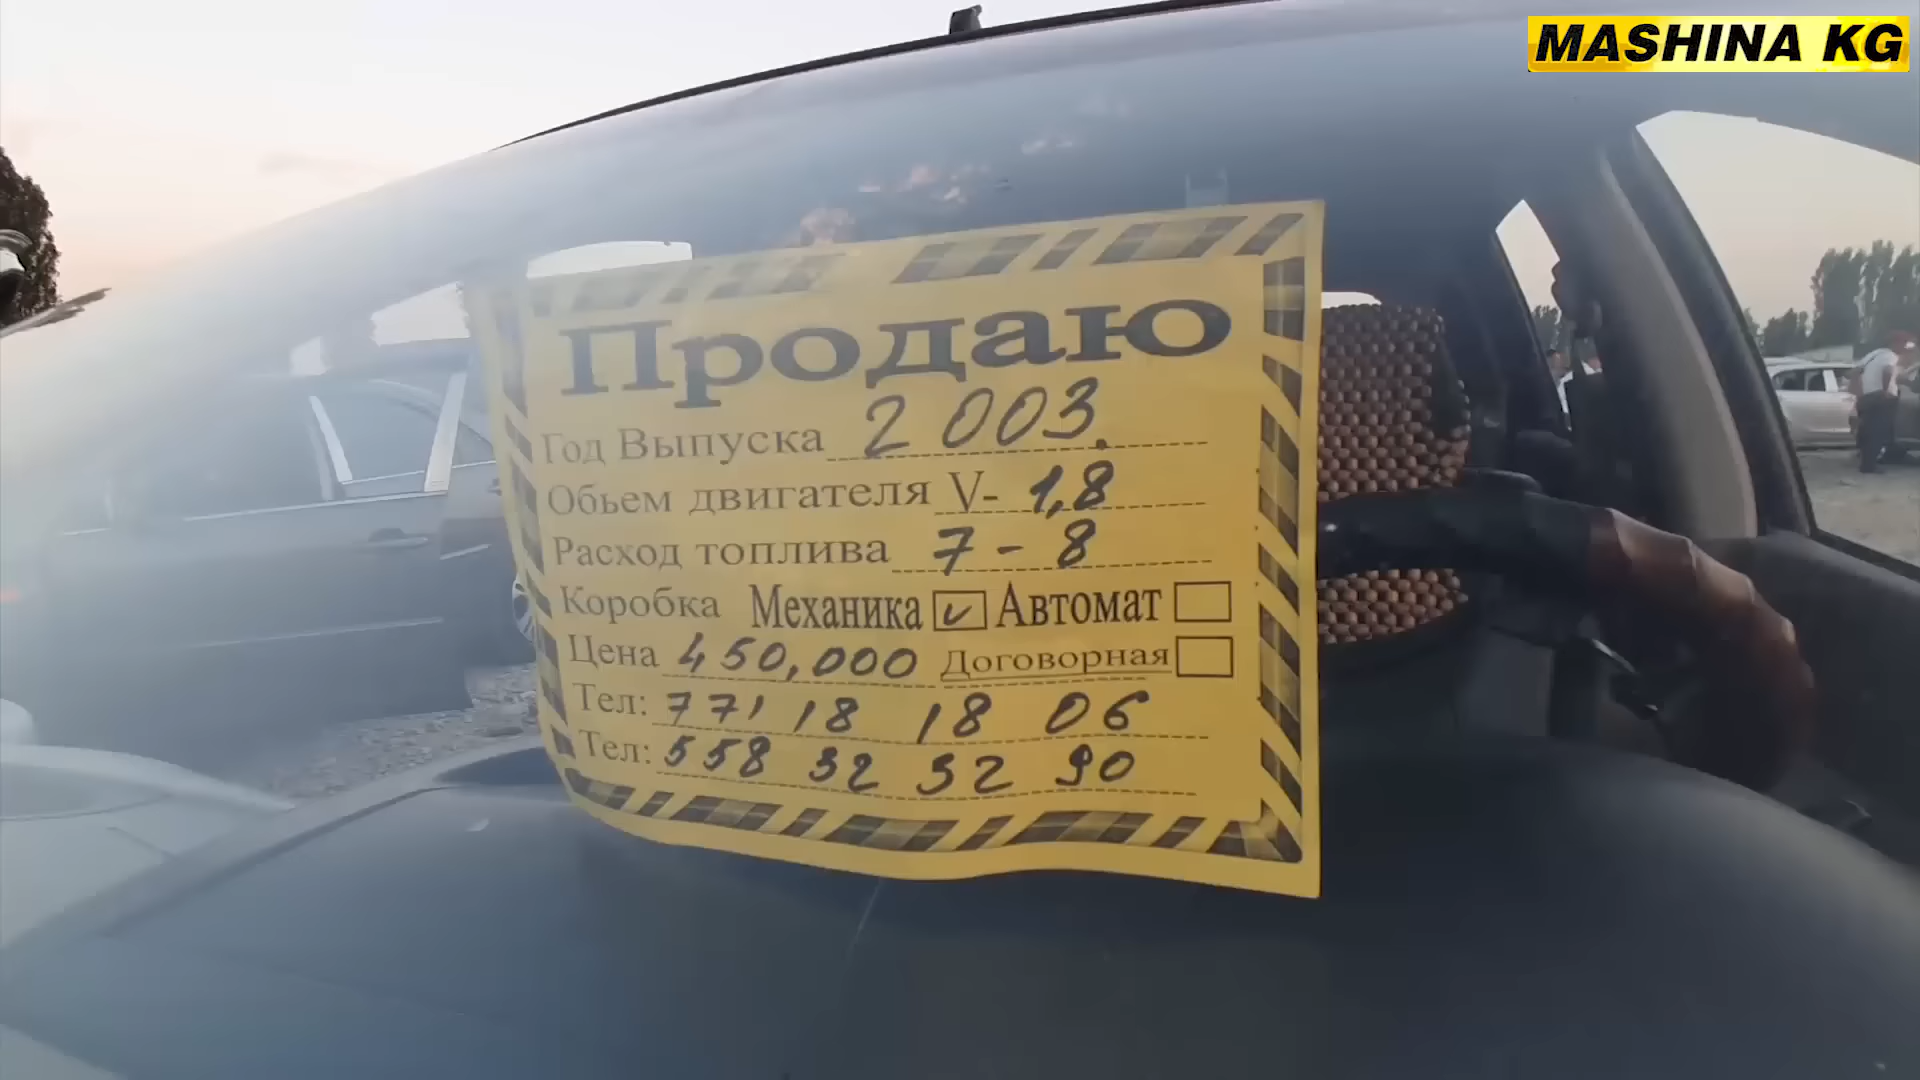 MASHINA KG
Продаю
Год Выпуска 2003.
Обьем двигателя V- 1,8
Расход топлива 7-8
Коробка Механика v Автомат
Цена 450,000 Договорная
Тел: 771 18 18 06
Тел: 558 32 32 90